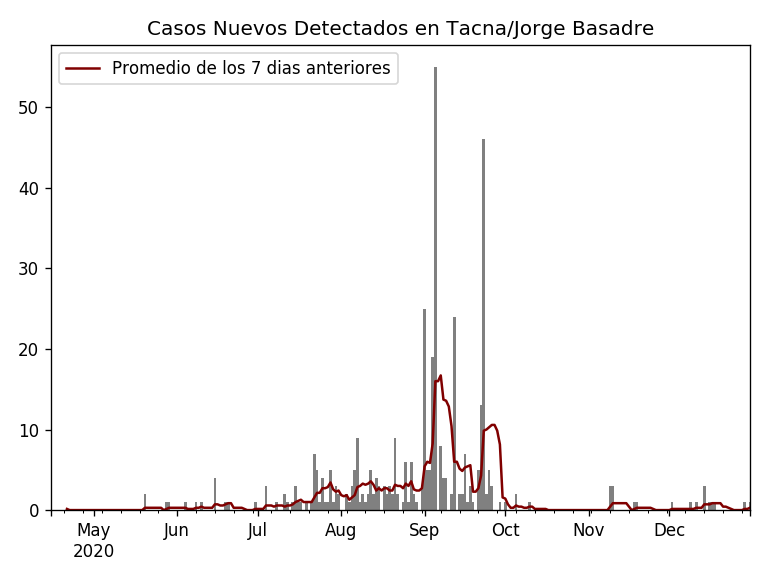 Casos Nuevos Detectados en Tacna/Jorge Basadre
Promedio de los 7 dias anteriores
50
40
30
20
10
0
May Jun Jul Aug Sep Oct Nov Dec
2020